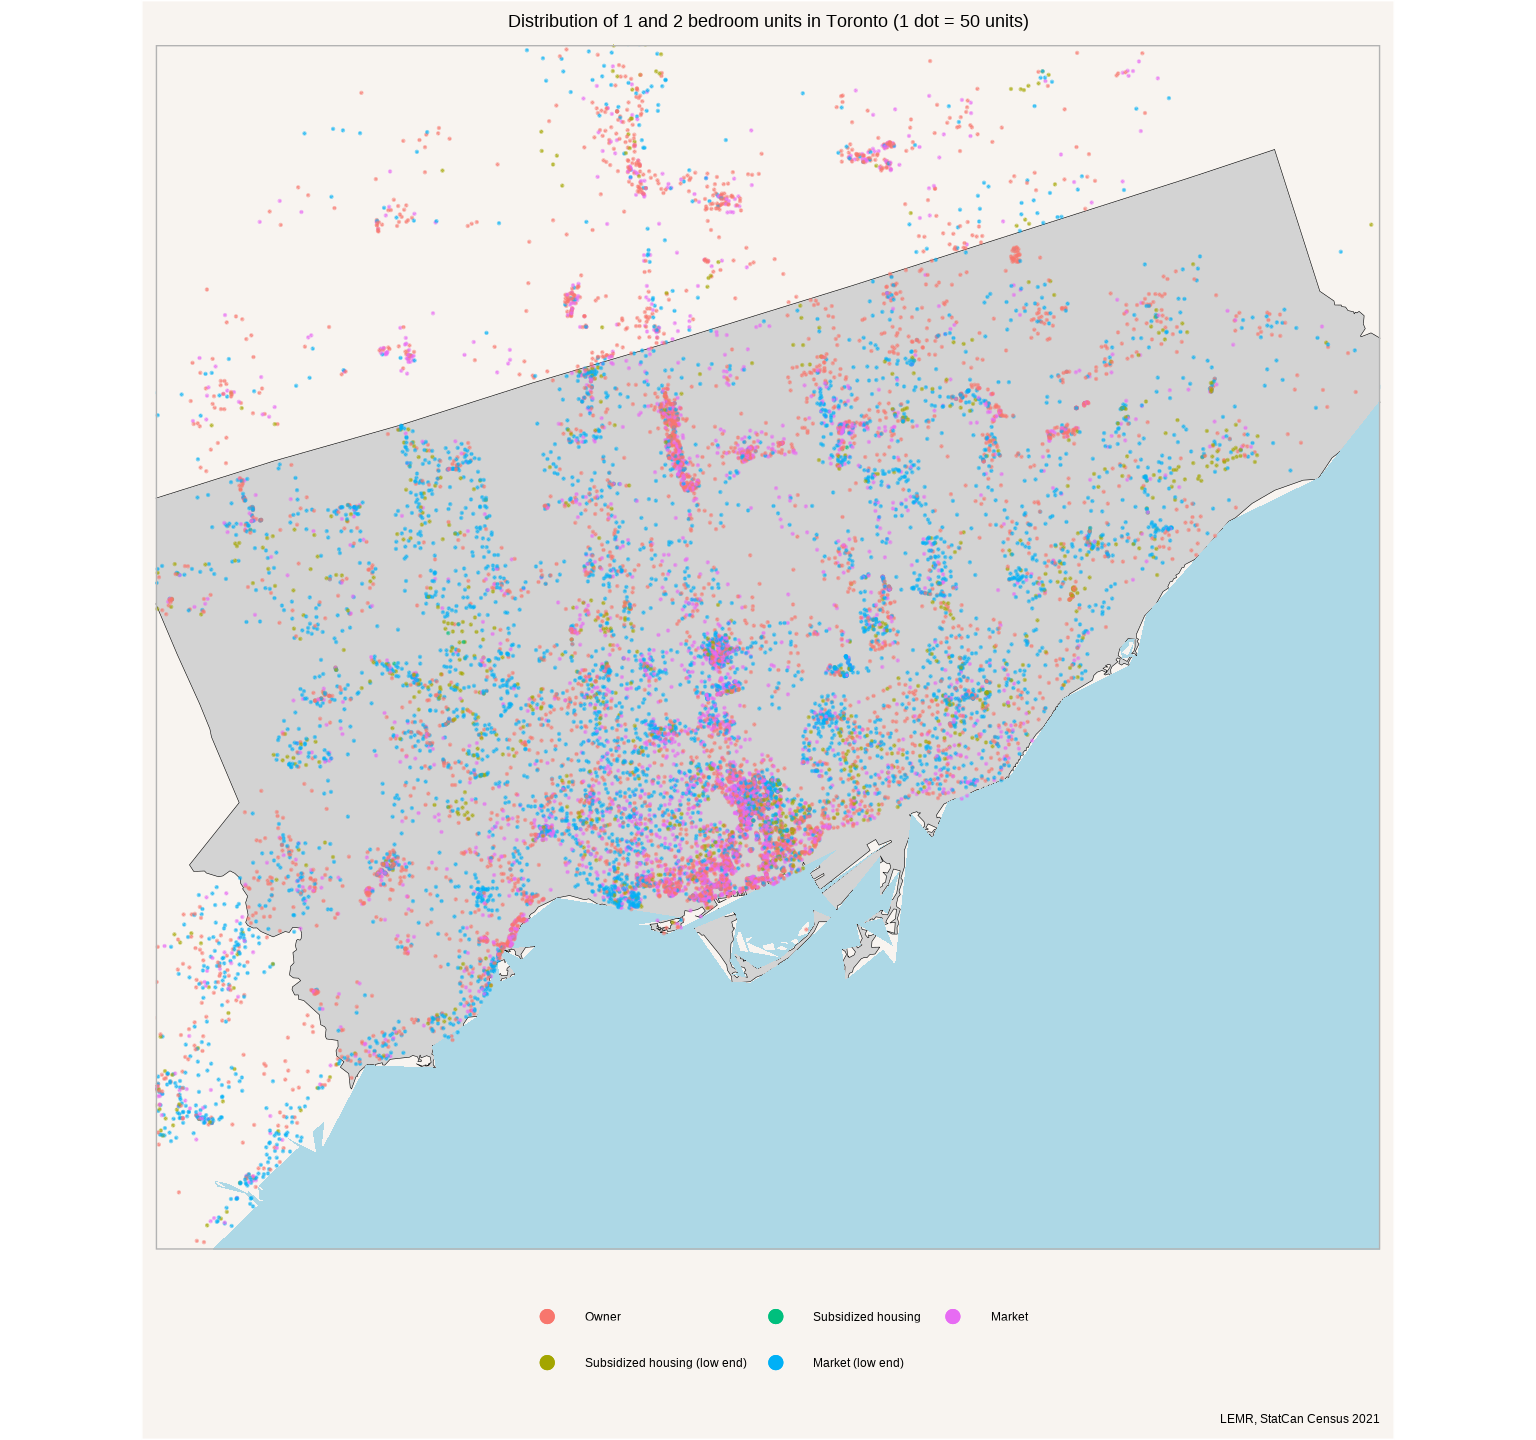 Distribution of 1 and 2 bedroom units in Toronto (1 dot = 50 units)
Owner
Subsidized housing
Market
Subsidized housing (low end)
Market (low end)
LEMR, StatCan Census 2021